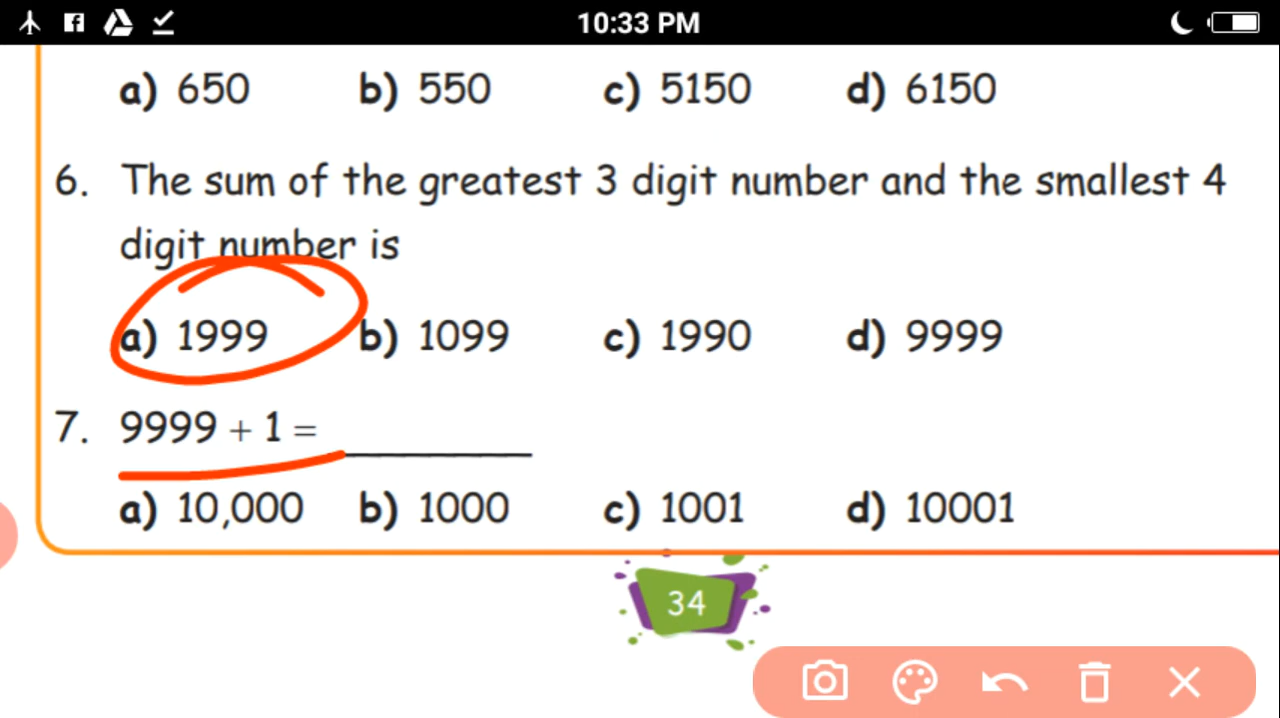 10:33 PM
a) 650 b) 550 c) 5150 d) 6150
6. The sum of the greatest 3 digit number and the smallest 4
digit number is
a) 1999 b) 1099 c) 1990 d) 9999
7. 9999 + 1 = ________
a) 10,000 b) 1000 c) 1001 d) 10001
34